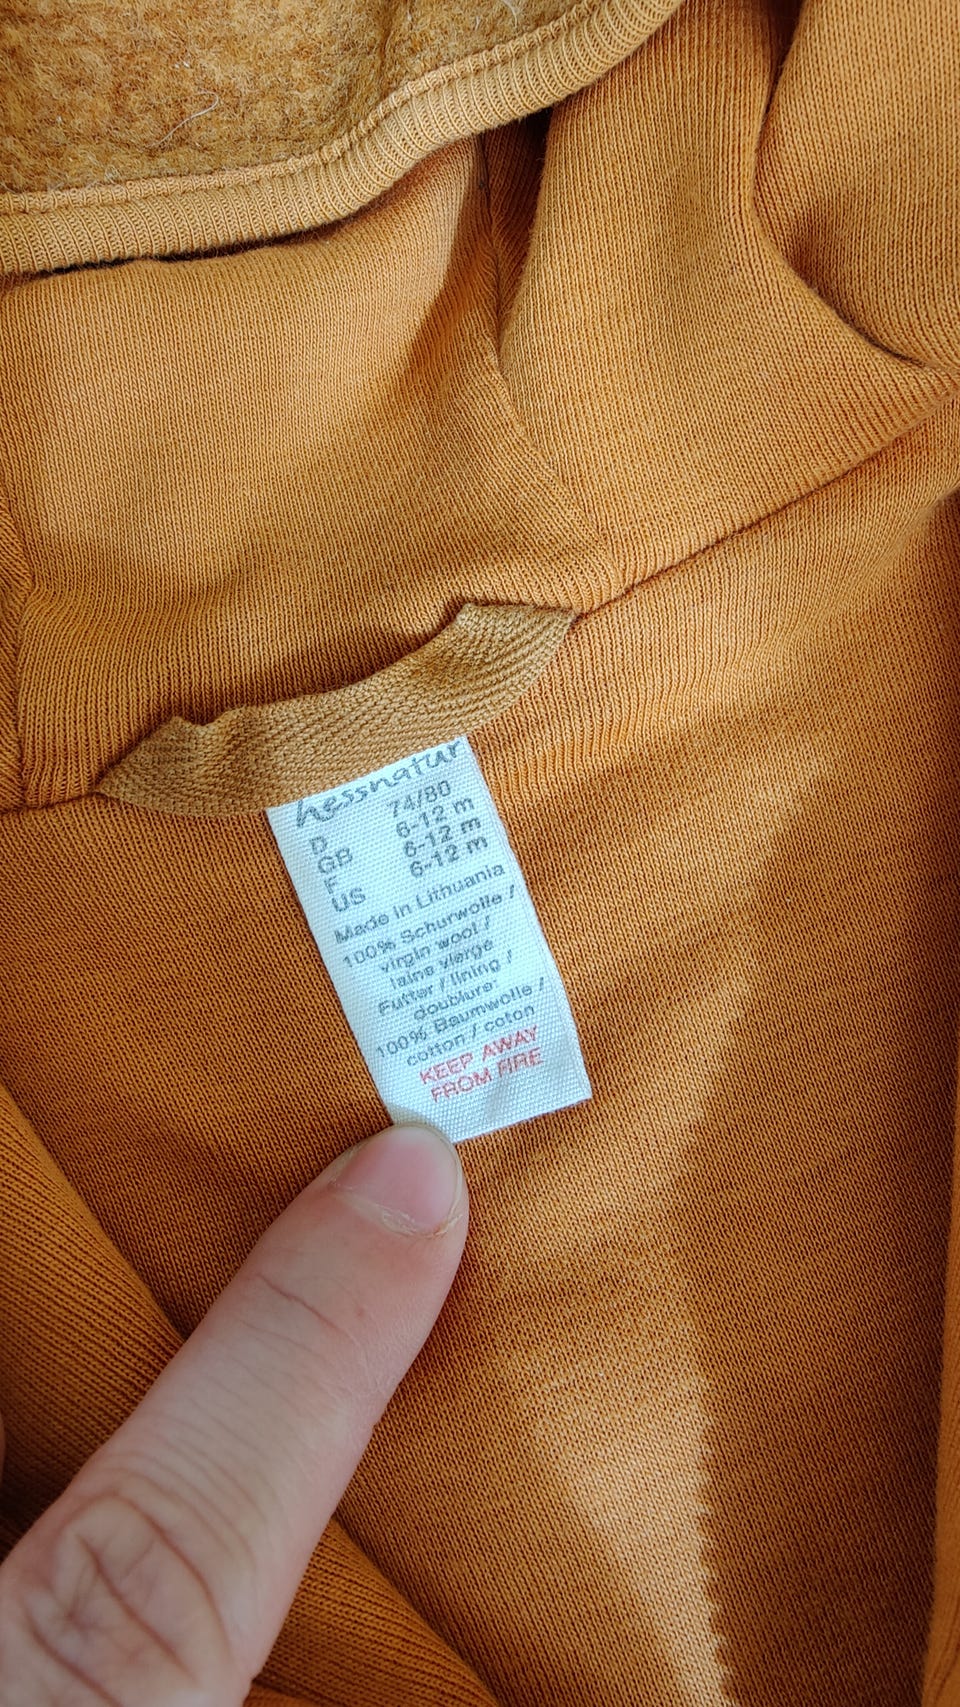 hessnatur
D 74/80
GB 6-12 m
F 6-12 m
US 6-12 m
Made in Lithuania
100% Schurwolle /
virgin wool /
laine vierge
Futter / lining /
doublure:
100% Baumwolle /
cotton / coton
KEEP AWAY
FROM FIRE